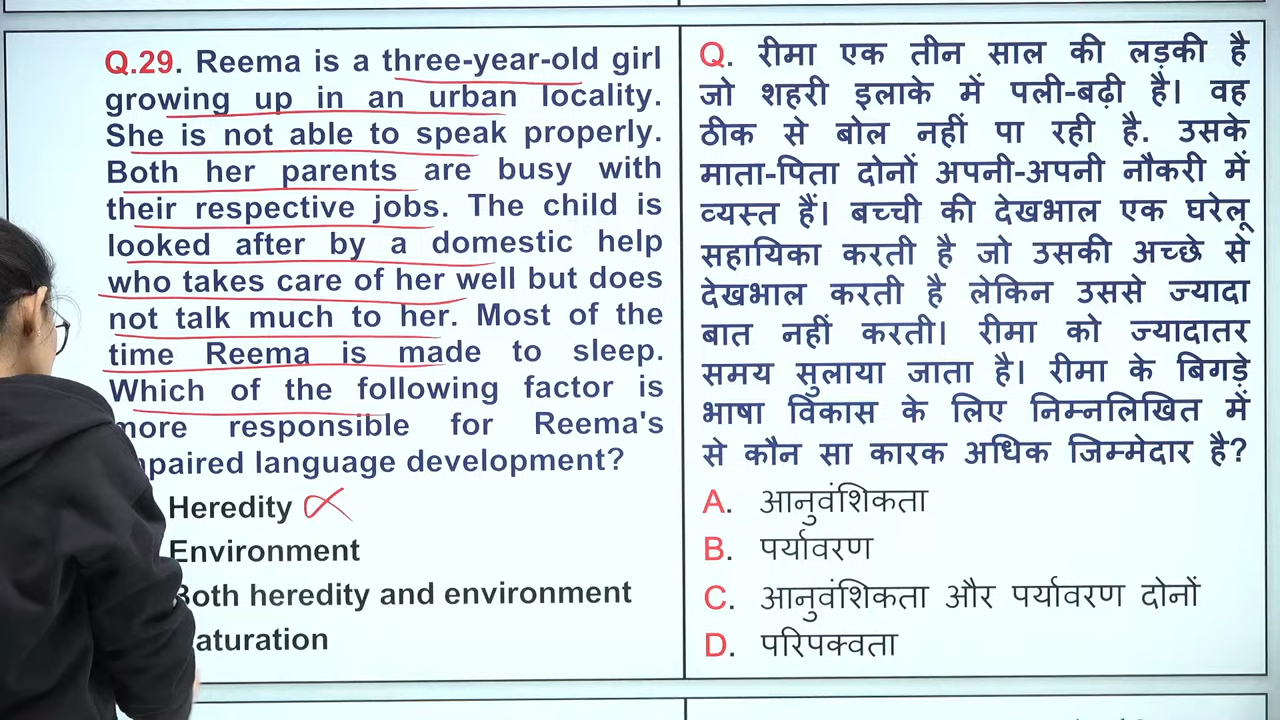 Q.29. Reema is a three-year-old girl
growing up in an urban locality.
She is not able to speak properly.
Both her parents are busy with
their respective jobs. The child is
looked after by a domestic help
who takes care of her well but does
not talk much to her. Most of the
time Reema is made to sleep.
Which of the following factor is
more responsible for Reema's
npaired language development?
Heredity
Environment
Both heredity and environment
aturation
Q. रीमा एक तीन साल की लड़की है
जो शहरी इलाके में पली-बढ़ी है। वह
ठीक से बोल नहीं पा रही है. उसके
माता-पिता दोनों अपनी-अपनी नौकरी में
व्यस्त हैं। बच्ची की देखभाल एक घरेलू
सहायिका करती है जो उसकी अच्छे से
देखभाल करती है लेकिन उससे ज्यादा
बात नहीं करती। रीमा को ज्यादातर
समय सुलाया जाता है। रीमा के बिगड़े
भाषा विकास के लिए निम्नलिखित में
से कौन सा कारक अधिक जिम्मेदार है?
A. आनुवंशिकता
B. पर्यावरण
C. आनुवंशिकता और पर्यावरण दोनों
D. परिपक्वता